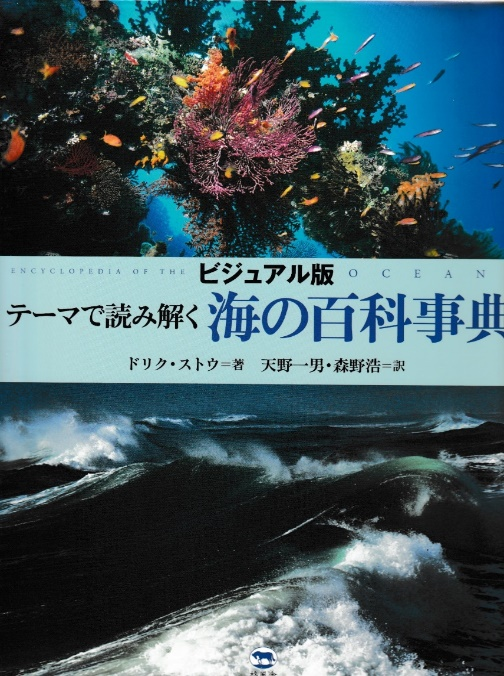 ENCYCLOPEDIA OF THE OCEAN
ビジュアル版
テーマで読み解く 海の百科事典
ドリク・ストウ=著 天野一男・森野浩=訳